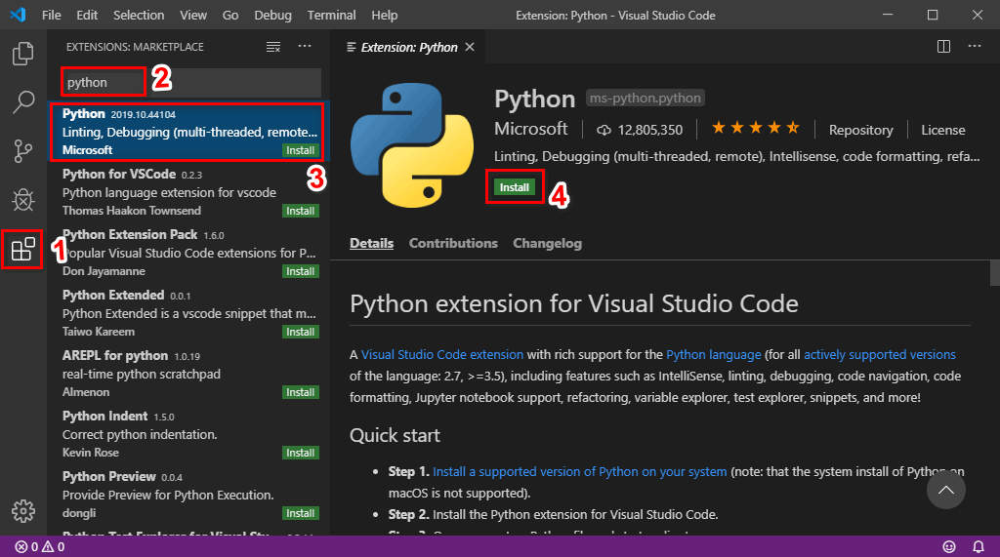 File Edit Selection View Go Debug Terminal Help Extension: Python - Visual Studio Code
EXTENSIONS: MARKETPLACE
python
2
Python 2019.10.44104
Linting, Debugging (multi-threaded, remote...
Microsoft Install
3
Python for VSCode 0.2.3
Python language extension for vscode
Thomas Haakon Townsend Install
1
Python Extension Pack 1.6.0
Popular Visual Studio Code extensions for P...
Don Jayamanne Install
Python Extended 0.0.1
Python Extended is a vscode snippet that m...
Taiwo Kareem Install
AREPL for python 1.0.19
real-time python scratchpad
Almenon Install
Python Indent 1.5.0
Correct python indentation.
Kevin Rose Install
Python Preview 0.0.4
Provide Preview for Python Execution.
dongli Install
Extension: Python
Python ms-python.python
Microsoft 12,805,350 Repository License
Linting, Debugging (multi-threaded, remote), Intellisense, code formatting, refa...
Install
4
Details Contributions Changelog
Python extension for Visual Studio Code
A Visual Studio Code extension with rich support for the Python language (for all actively supported versions
of the language: 2.7, >=3.5), including features such as IntelliSense, linting, debugging, code navigation, code
formatting, Jupyter notebook support, refactoring, variable explorer, test explorer, snippets, and more!
Quick start
• Step 1. Install a supported version of Python on your system (note: that the system install of Python on
macOS is not supported).
• Step 2. Install the Python extension for Visual Studio Code.
0 0